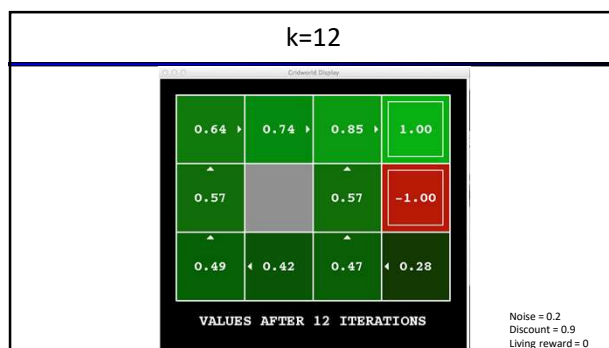 k=12
Gridworld Display
0.64 0.74 0.85 1.00
0.57 0.57 -1.00
0.49 0.42 0.47 0.28
VALUES AFTER 12 ITERATIONS
Noise = 0.2
Discount = 0.9
Living reward = 0